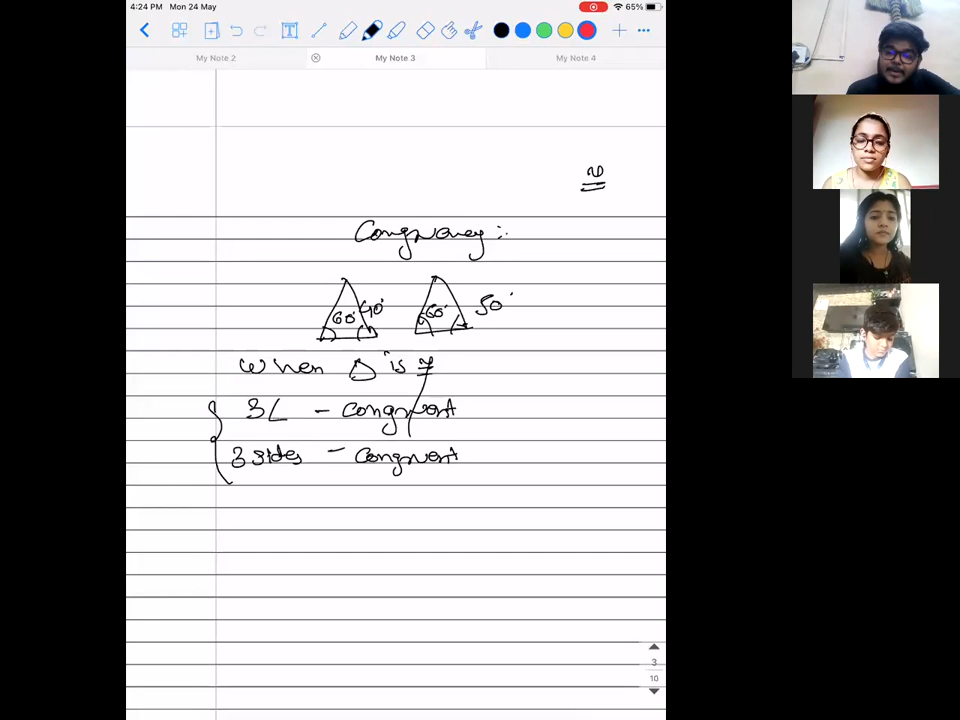 4:24 PM Mon 24 May 65%
My Note 2 My Note 3 My Note 4
≅
Congruency :-
60° 40° 60° 50°
When Δ is ≅
3∠ - congruent
3 sides - congruent
3
10